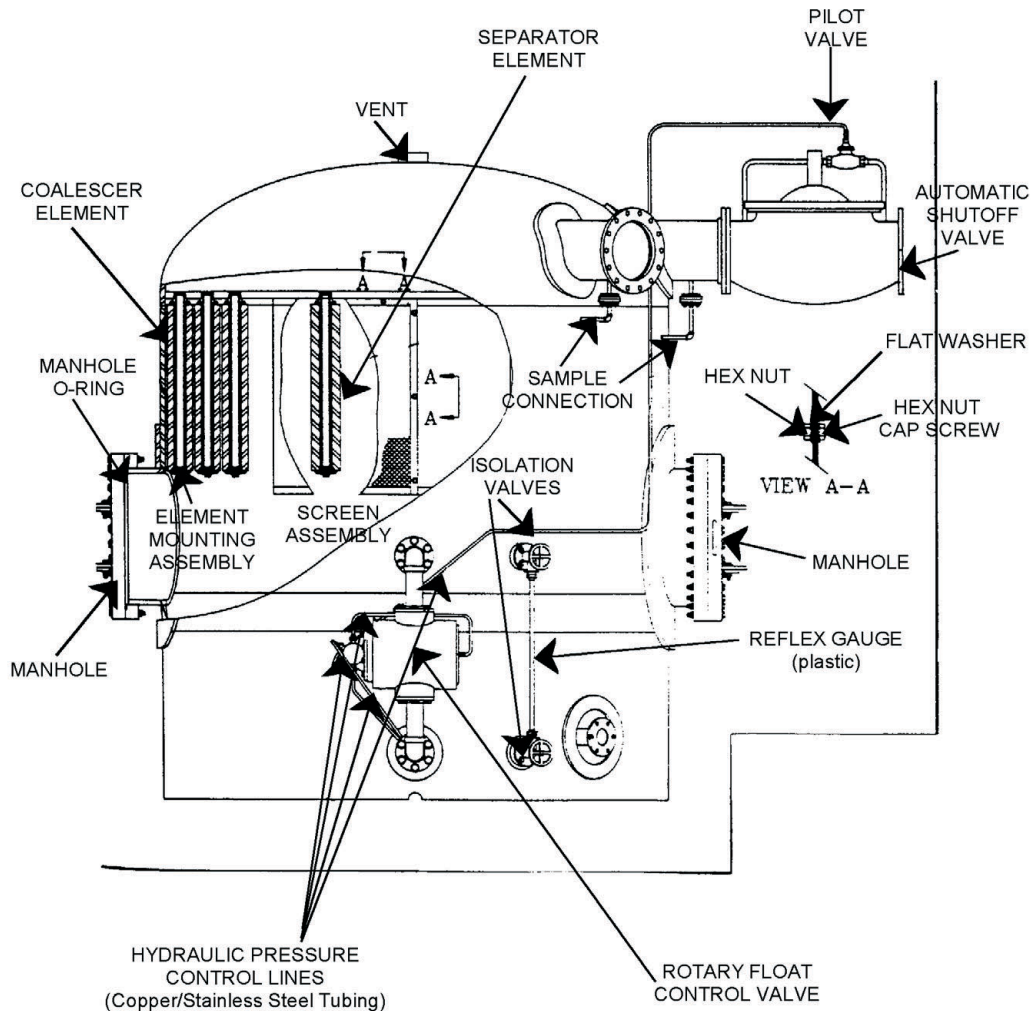 PILOT
VALVE
SEPARATOR
ELEMENT
VENT
COALESCER
ELEMENT
AUTOMATIC
SHUTOFF
VALVE
A A
MANHOLE
O-RING
FLAT WASHER
A
HEX NUT
SAMPLE
CONNECTION
HEX NUT
CAP SCREW
A
ISOLATION
VALVES
VIEW A-A
ELEMENT
MOUNTING
ASSEMBLY
SCREEN
ASSEMBLY
MANHOLE
MANHOLE
REFLEX GAUGE
(plastic)
HYDRAULIC PRESSURE
CONTROL LINES
(Copper/Stainless Steel Tubing)
ROTARY FLOAT
CONTROL VALVE